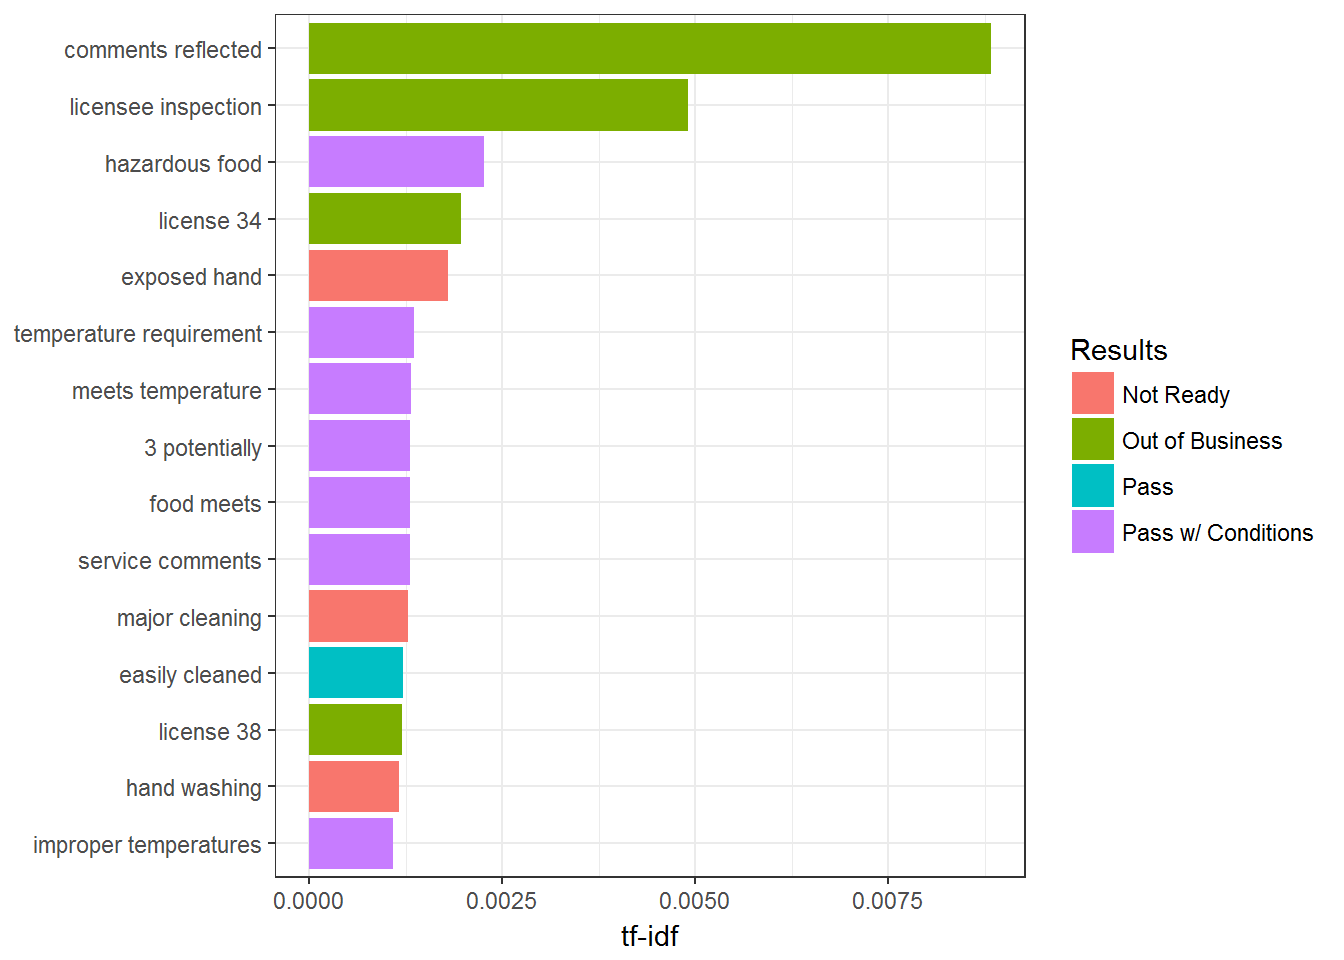 comments reflected
licensee inspection
hazardous food
license 34
exposed hand
temperature requirement
meets temperature
3 potentially
food meets
service comments
major cleaning
easily cleaned
license 38
hand washing
improper temperatures
0.0000 0.0025 0.0050 0.0075
tf-idf
Results
Not Ready
Out of Business
Pass
Pass w/ Conditions